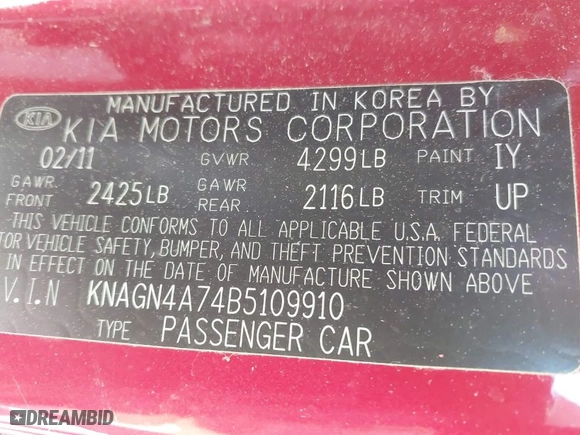 MANUFACTURED IN KOREA BY
KIA KIA MOTORS CORPORATION
02/11 GVWR 4299LB PAINT IY
GAWR FRONT 2425LB GAWR REAR 2116LB TRIM UP
THIS VEHICLE CONFORMS TO ALL APPLICABLE U.S.A. FEDERAL
TOR VEHICLE SAFETY, BUMPER, AND THEFT PREVENTION STANDARDS
IN EFFECT ON THE DATE OF MANUFACTURE SHOWN ABOVE
V.I.N KNAGN4A74B5109910
TYPE PASSENGER CAR
DREAMBID